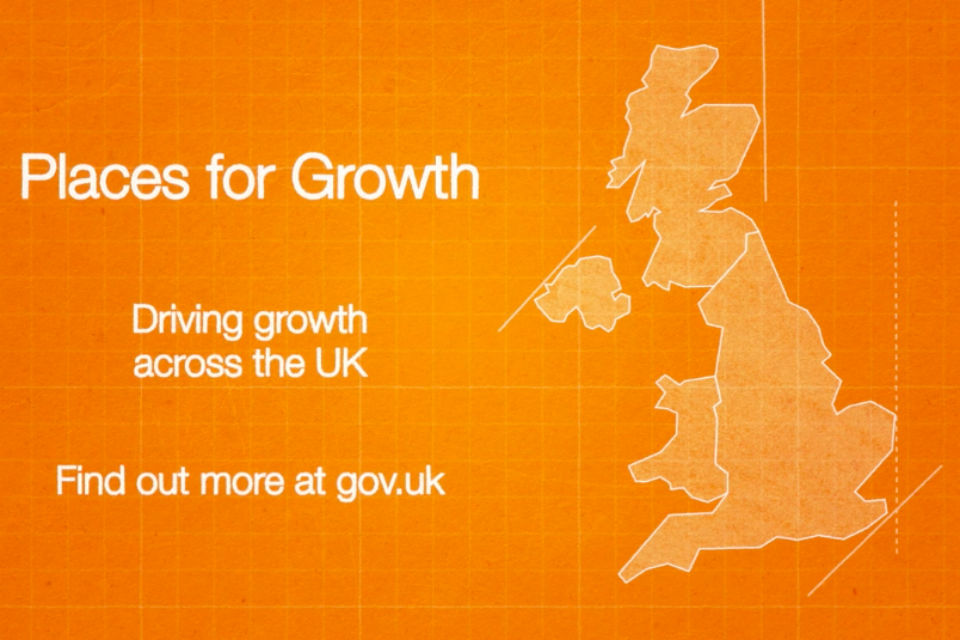 Places for Growth
Driving growth
across the UK
Find out more at gov.uk